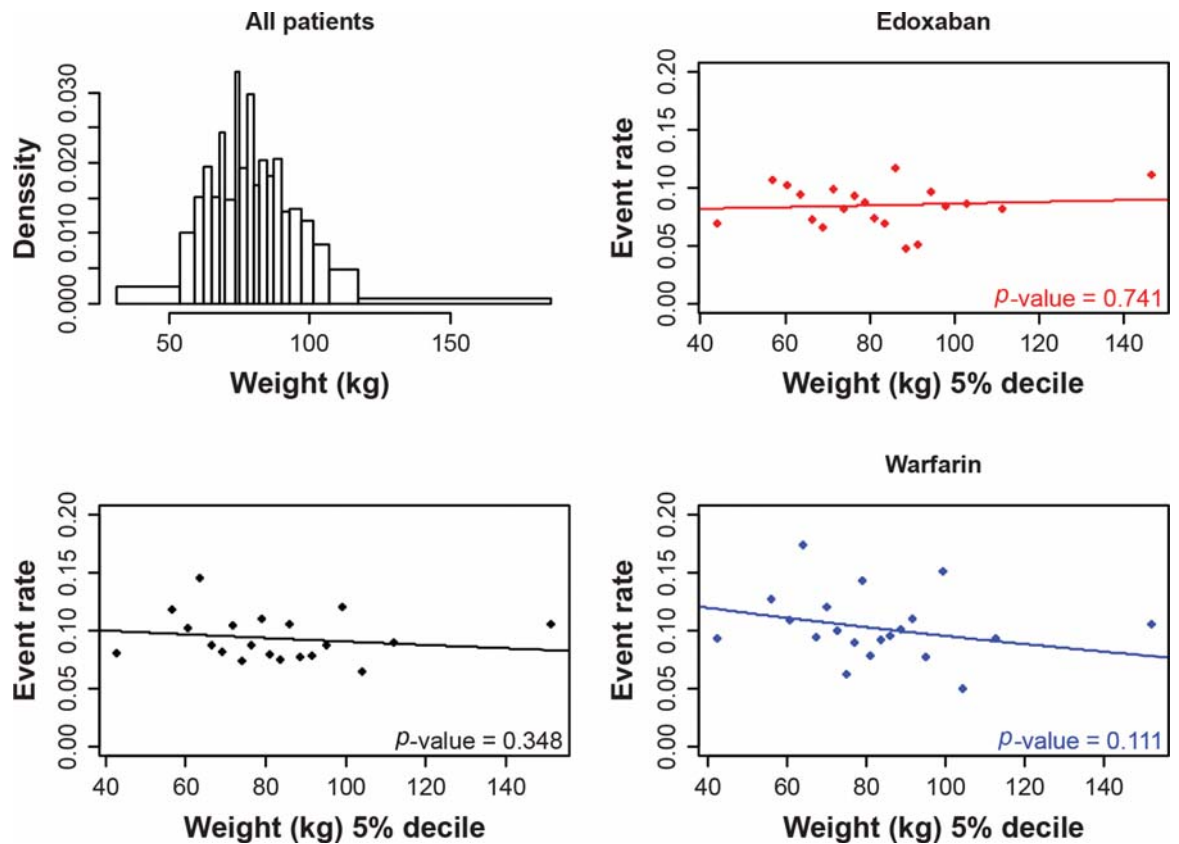 All patients
Denssity
0.000 0.010 0.020 0.030
50 100 150
Weight (kg)
Edoxaban
Event rate
0.00 0.05 0.10 0.15 0.20
p-value = 0.741
40 60 80 100 120 140
Weight (kg) 5% decile
Event rate
0.00 0.05 0.10 0.15 0.20
p-value = 0.348
40 60 80 100 120 140
Weight (kg) 5% decile
Warfarin
Event rate
0.00 0.05 0.10 0.15 0.20
p-value = 0.111
40 60 80 100 120 140
Weight (kg) 5% decile